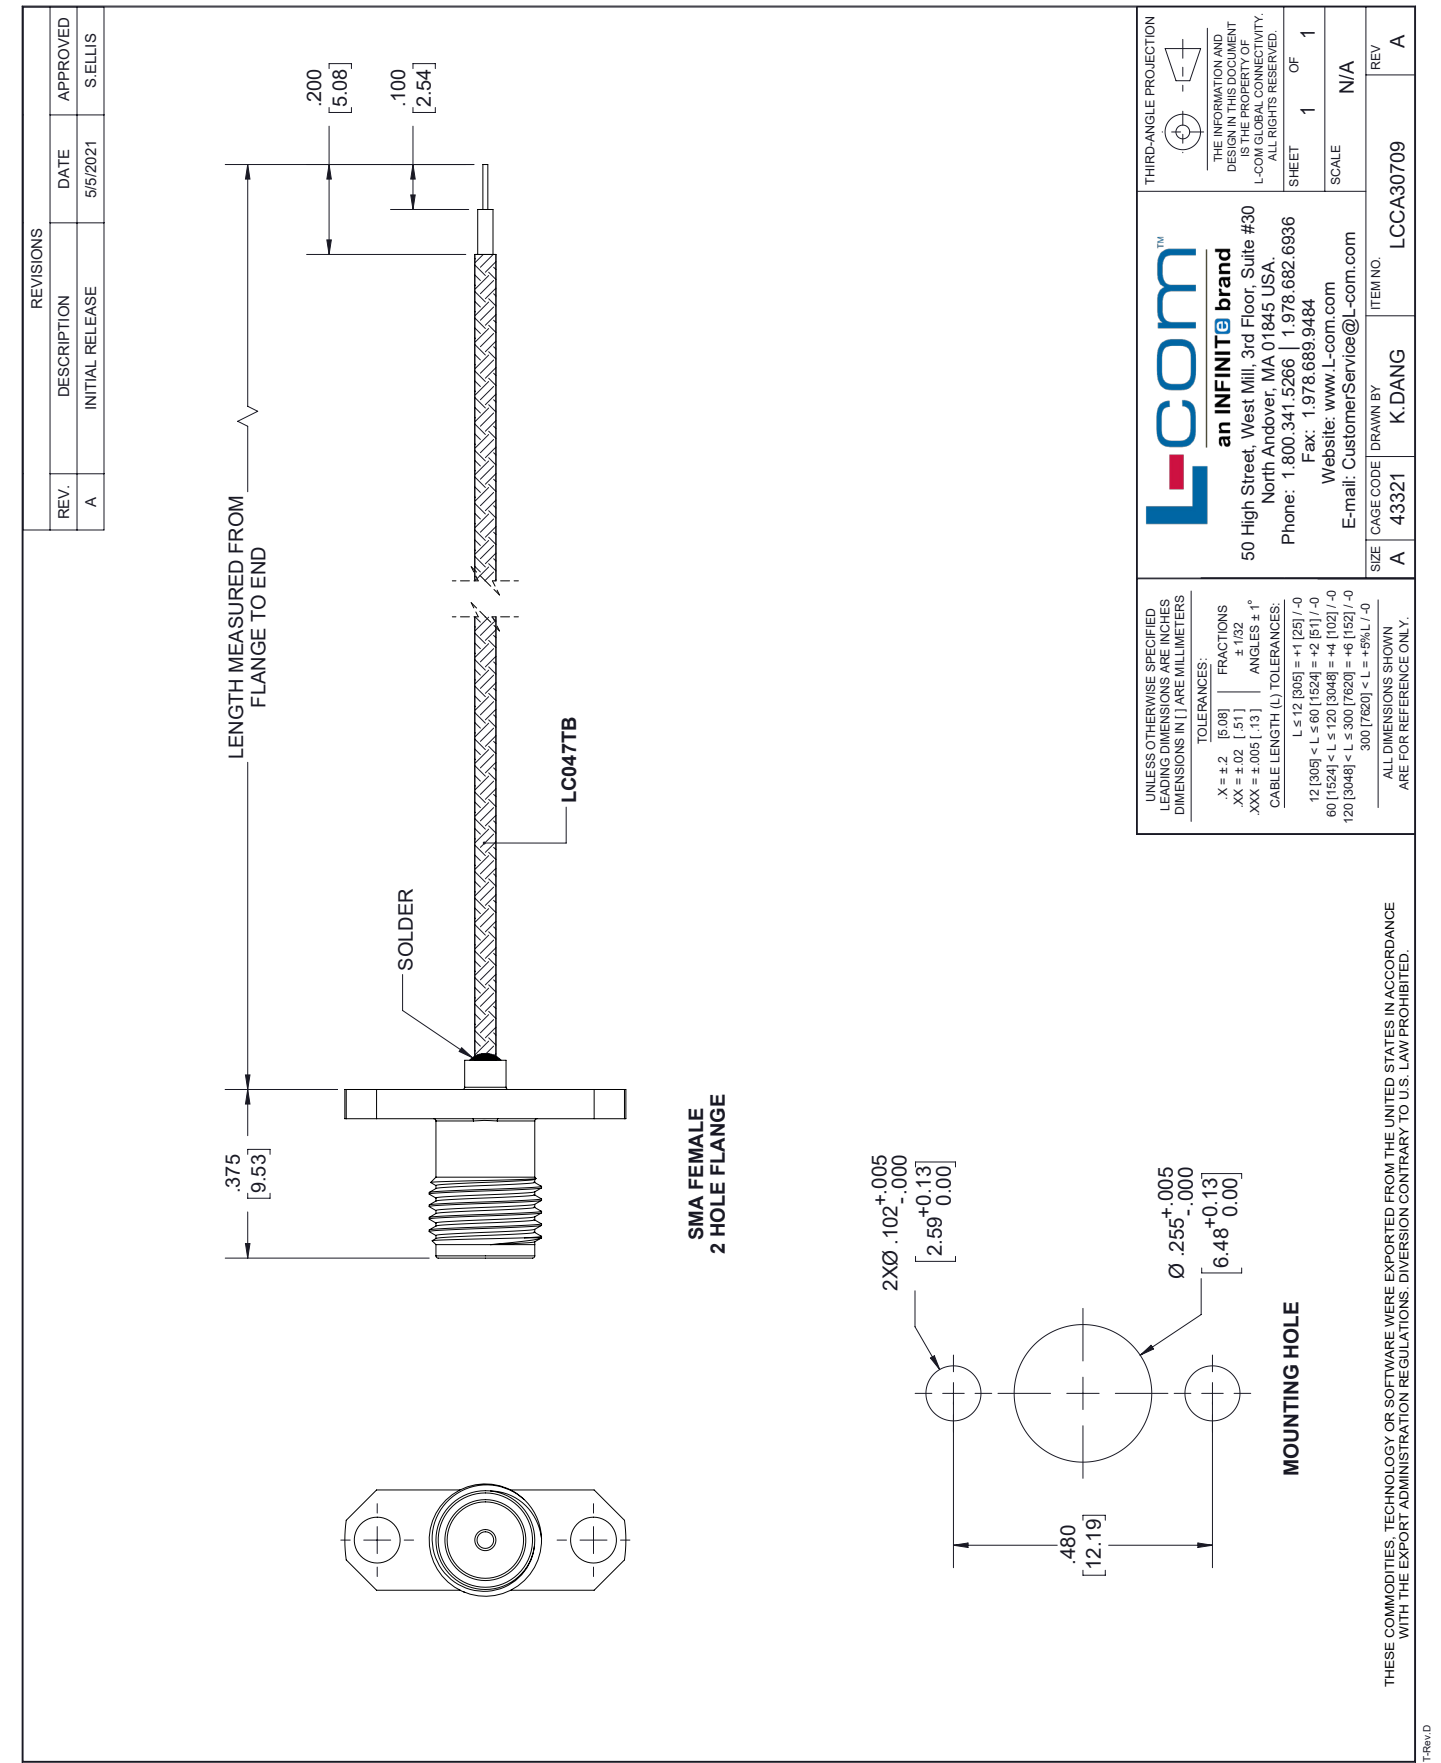 REVISIONS
REV. DESCRIPTION DATE APPROVED
A INITIAL RELEASE 5/5/2021 S.ELLIS
.200
[5.08]
.100
[2.54]
LENGTH MEASURED FROM
FLANGE TO END
.375
[9.53]
SOLDER
LC047TB
SMA FEMALE
2 HOLE FLANGE
2XØ .102 +.005 -.000
[2.59 +0.13 0.00]
Ø .255 +.005 -.000
[6.48 +0.13 0.00]
.480
[12.19]
MOUNTING HOLE
UNLESS OTHERWISE SPECIFIED
LEADING DIMENSIONS ARE INCHES
DIMENSIONS IN [ ] ARE MILLIMETERS
TOLERANCES:
.X = ±.2 [5.08] FRACTIONS
.XX = ±.02 [.51] ± 1/32
.XXX = ±.005 [.13] ANGLES ± 1°
CABLE LENGTH (L) TOLERANCES:
L ≤ 12 [305] = +1 [25] / -0
12 [305] < L ≤ 60 [1524] = +2 [51] / -0
60 [1524] < L ≤ 120 [3048] = +4 [102] / -0
120 [3048] < L ≤ 300 [7620] = +6 [152] / -0
300 [7620] < L = +5%L / -0
ALL DIMENSIONS SHOWN
ARE FOR REFERENCE ONLY.
L-com™
an INFINITe brand
50 High Street, West Mill, 3rd Floor, Suite #30
North Andover, MA 01845 USA.
Phone: 1.800.341.5266 | 1.978.682.6936
Fax: 1.978.689.9484
Website: www.L-com.com
E-mail: CustomerService@L-com.com
THIRD-ANGLE PROJECTION
THE INFORMATION AND
DESIGN IN THIS DOCUMENT
IS THE PROPERTY OF
L-COM GLOBAL CONNECTIVITY.
ALL RIGHTS RESERVED.
SHEET 1 OF 1
SCALE N/A
SIZE A
CAGE CODE 43321
DRAWN BY K.DANG
ITEM NO. LCCA30709
REV A
THESE COMMODITIES, TECHNOLOGY OR SOFTWARE WERE EXPORTED FROM THE UNITED STATES IN ACCORDANCE
WITH THE EXPORT ADMINISTRATION REGULATIONS. DIVERSION CONTRARY TO U.S. LAW PROHIBITED.
T-Rev.D